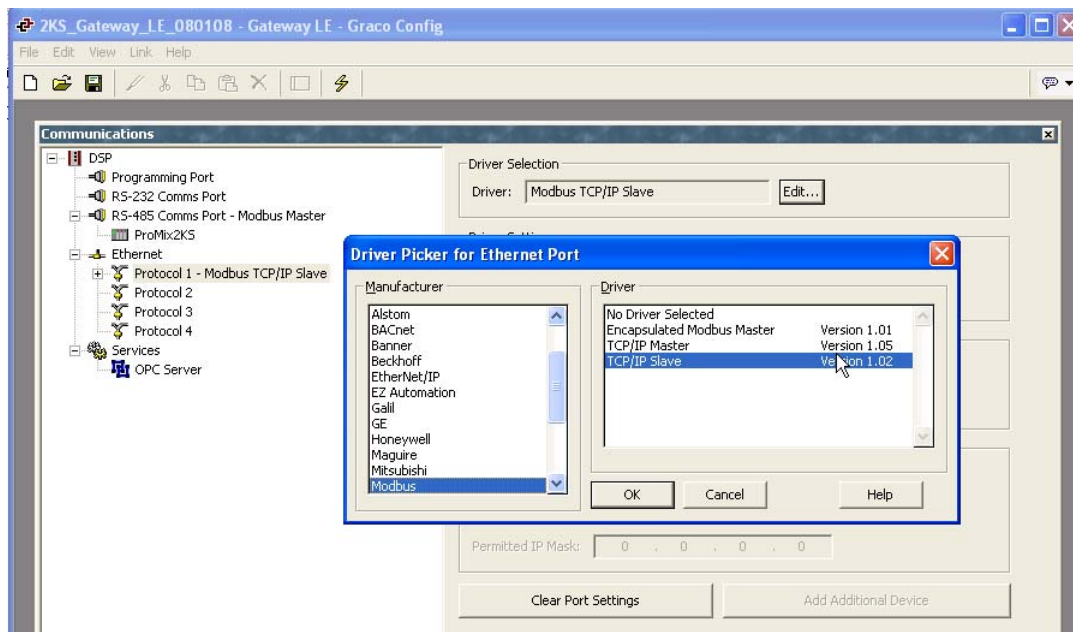 2KS_Gateway_LE_080108 - Gateway LE - Graco Config
File Edit View Link Help
Communications
DSP
Programming Port
RS-232 Comms Port
RS-485 Comms Port - Modbus Master
ProMix2KS
Ethernet
Protocol 1 - Modbus TCP/IP Slave
Protocol 2
Protocol 3
Protocol 4
Services
OPC Server
Driver Selection
Driver: Modbus TCP/IP Slave Edit...
Driver Picker for Ethernet Port
Manufacturer
Alstom
BACnet
Banner
Beckhoff
EtherNet/IP
EZ Automation
Galil
GE
Honeywell
Maguire
Mitsubishi
Modbus
Driver
No Driver Selected
Encapsulated Modbus Master Version 1.01
TCP/IP Master Version 1.05
TCP/IP Slave Version 1.02
OK Cancel Help
Permitted IP Mask: 0 . 0 . 0 . 0
Clear Port Settings Add Additional Device